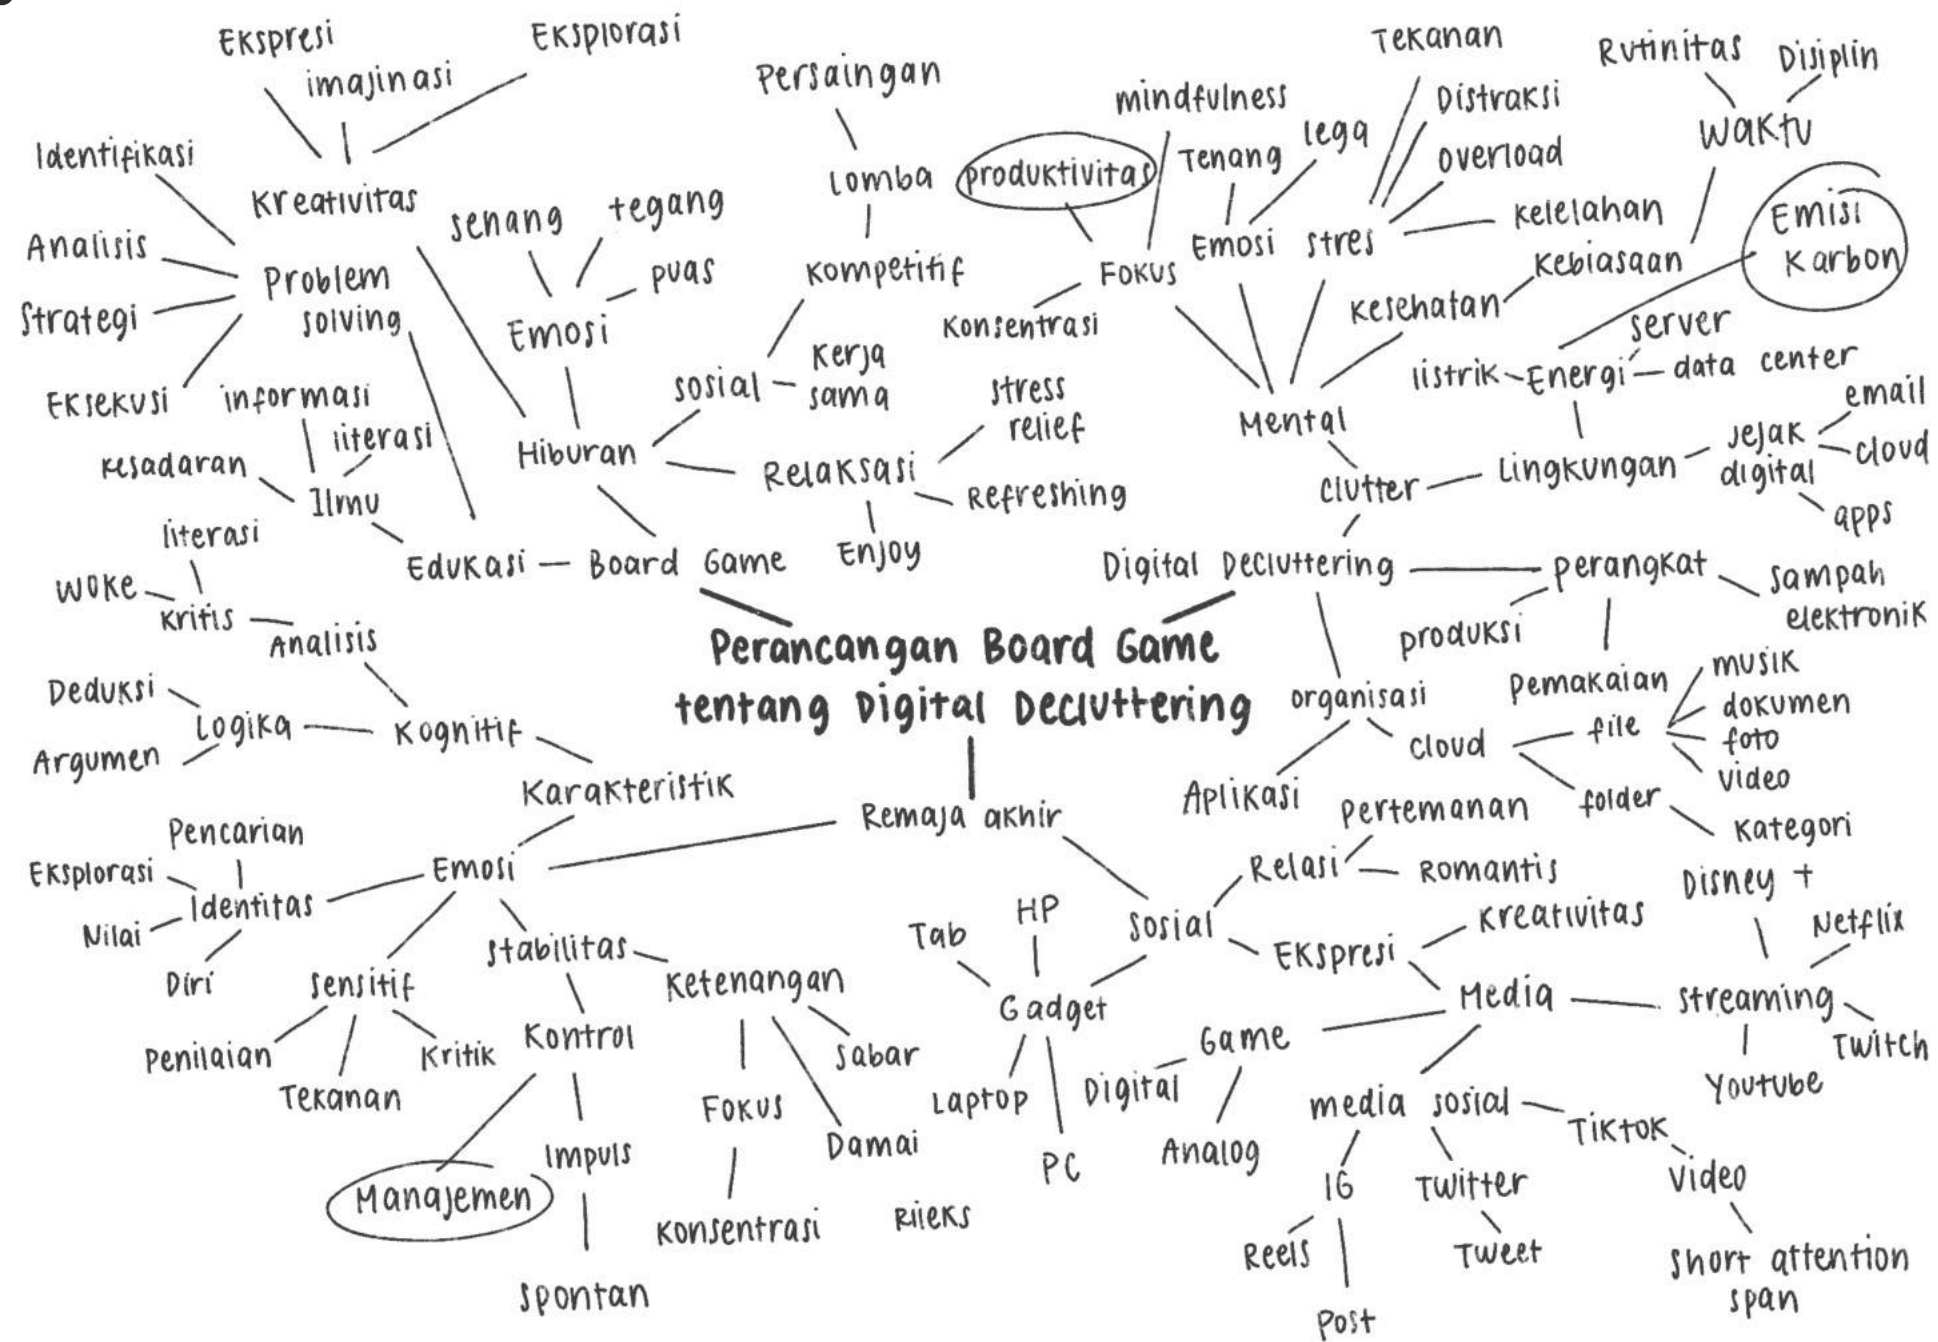 Ekspresi
imajinasi
Eksplorasi
Identifikasi
Kreativitas
Analisis
Problem
solving
Strategi
Eksekusi
senang
tegang
puas
Emosi
Persaingan
Lomba
Kompetitif
sosial
Kerja
sama
informasi
literasi
Kesadaran
Ilmu
Hiburan
Relaksasi
stress
relief
Refreshing
Enjoy
Edukasi
Board Game
produktivitas
mindfulness
Tenang
lega
Fokus
Emosi
Konsentrasi
Tekanan
Distraksi
overload
stres
Kelelahan
Kebiasaan
Kesehatan
Rutinitas
Disiplin
Waktu
Emisi
Karbon
server
listrik
Energi
data center
Mental
Clutter
Lingkungan
Jejak
digital
email
cloud
apps
Digital Decluttering
perangkat
sampah
elektronik
produksi
Pemakaian
Perancangan Board Game
tentang Digital Decluttering
literasi
Woke
Kritis
Analisis
Deduksi
Logika
Argumen
Kognitif
Karakteristik
organisasi
Aplikasi
cloud
file
musik
dokumen
foto
video
folder
Kategori
Remaja akhir
Pencarian
Eksplorasi
Identitas
Nilai
Diri
Emosi
Sensitif
Penilaian
Tekanan
Kritik
Stabilitas
Ketenangan
Kontrol
Sabar
Fokus
Damai
Manajemen
Impuls
Konsentrasi
Rileks
Spontan
Sosial
Relasi
Pertemanan
Romantis
Ekspresi
Kreativitas
Tab
HP
Gadget
Laptop
PC
Media
Game
Digital
Analog
Disney +
Netflix
Streaming
Twitch
Youtube
media sosial
Tiktok
Video
short attention
span
IG
Twitter
Reels
Tweet
Post